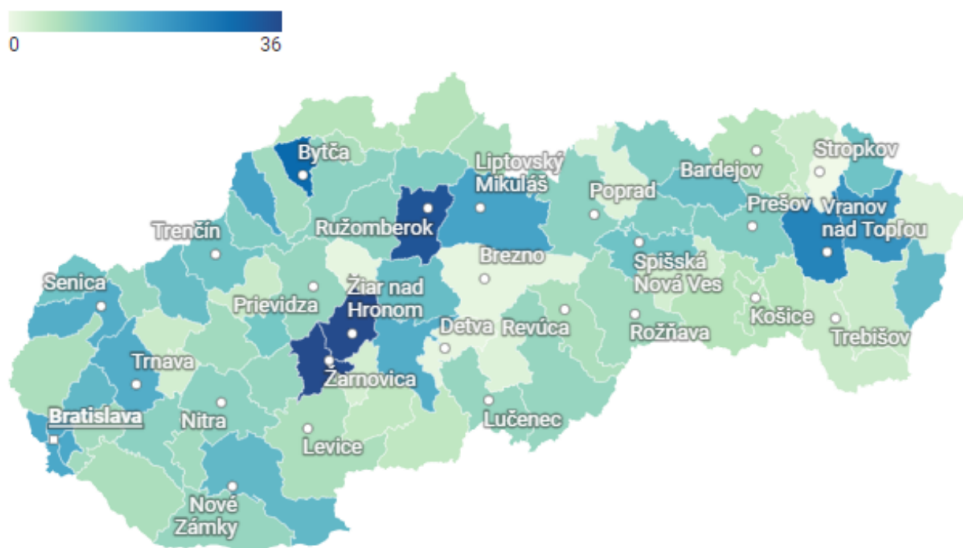 0
36
Bytča
Liptovský
Mikuláš
Stropkov
Bardejov
Poprad
Prešov
Vranov
nad Topľou
Ružomberok
Trenčín
Brezno
Spišská
Nová Ves
Senica
Žiar nad
Hronom
Prievidza
Detva
Revúca
Rožňava
Košice
Trebišov
Trnava
Žarnovica
Bratislava
Nitra
Lučenec
Levice
Nové
Zámky